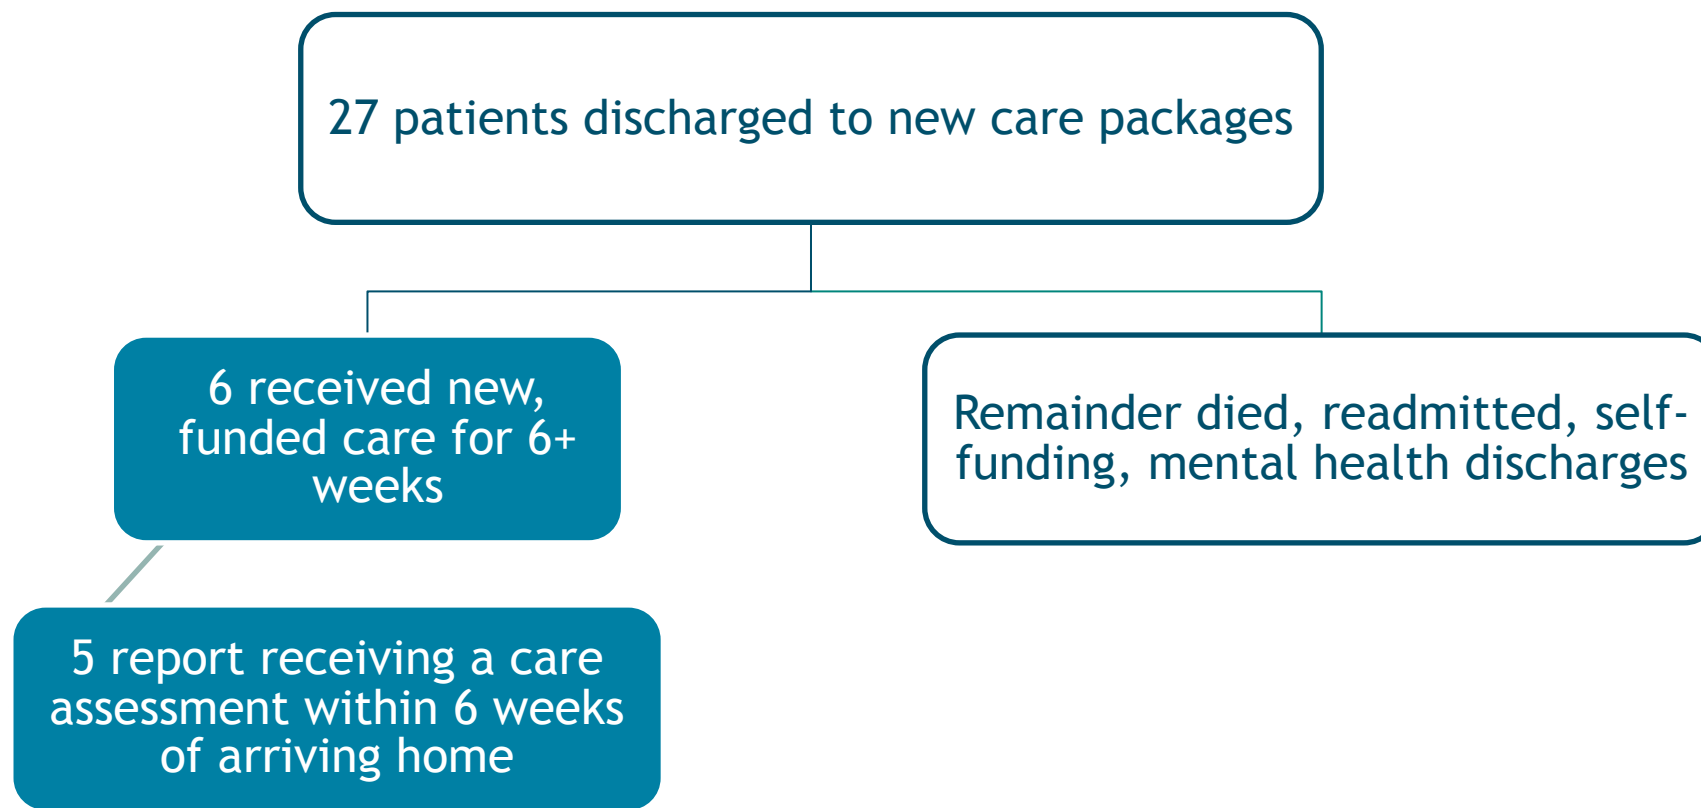 27 patients discharged to new care packages
6 received new,
funded care for 6+
weeks
Remainder died, readmitted, self-
funding, mental health discharges
5 report receiving a care
assessment within 6 weeks
of arriving home